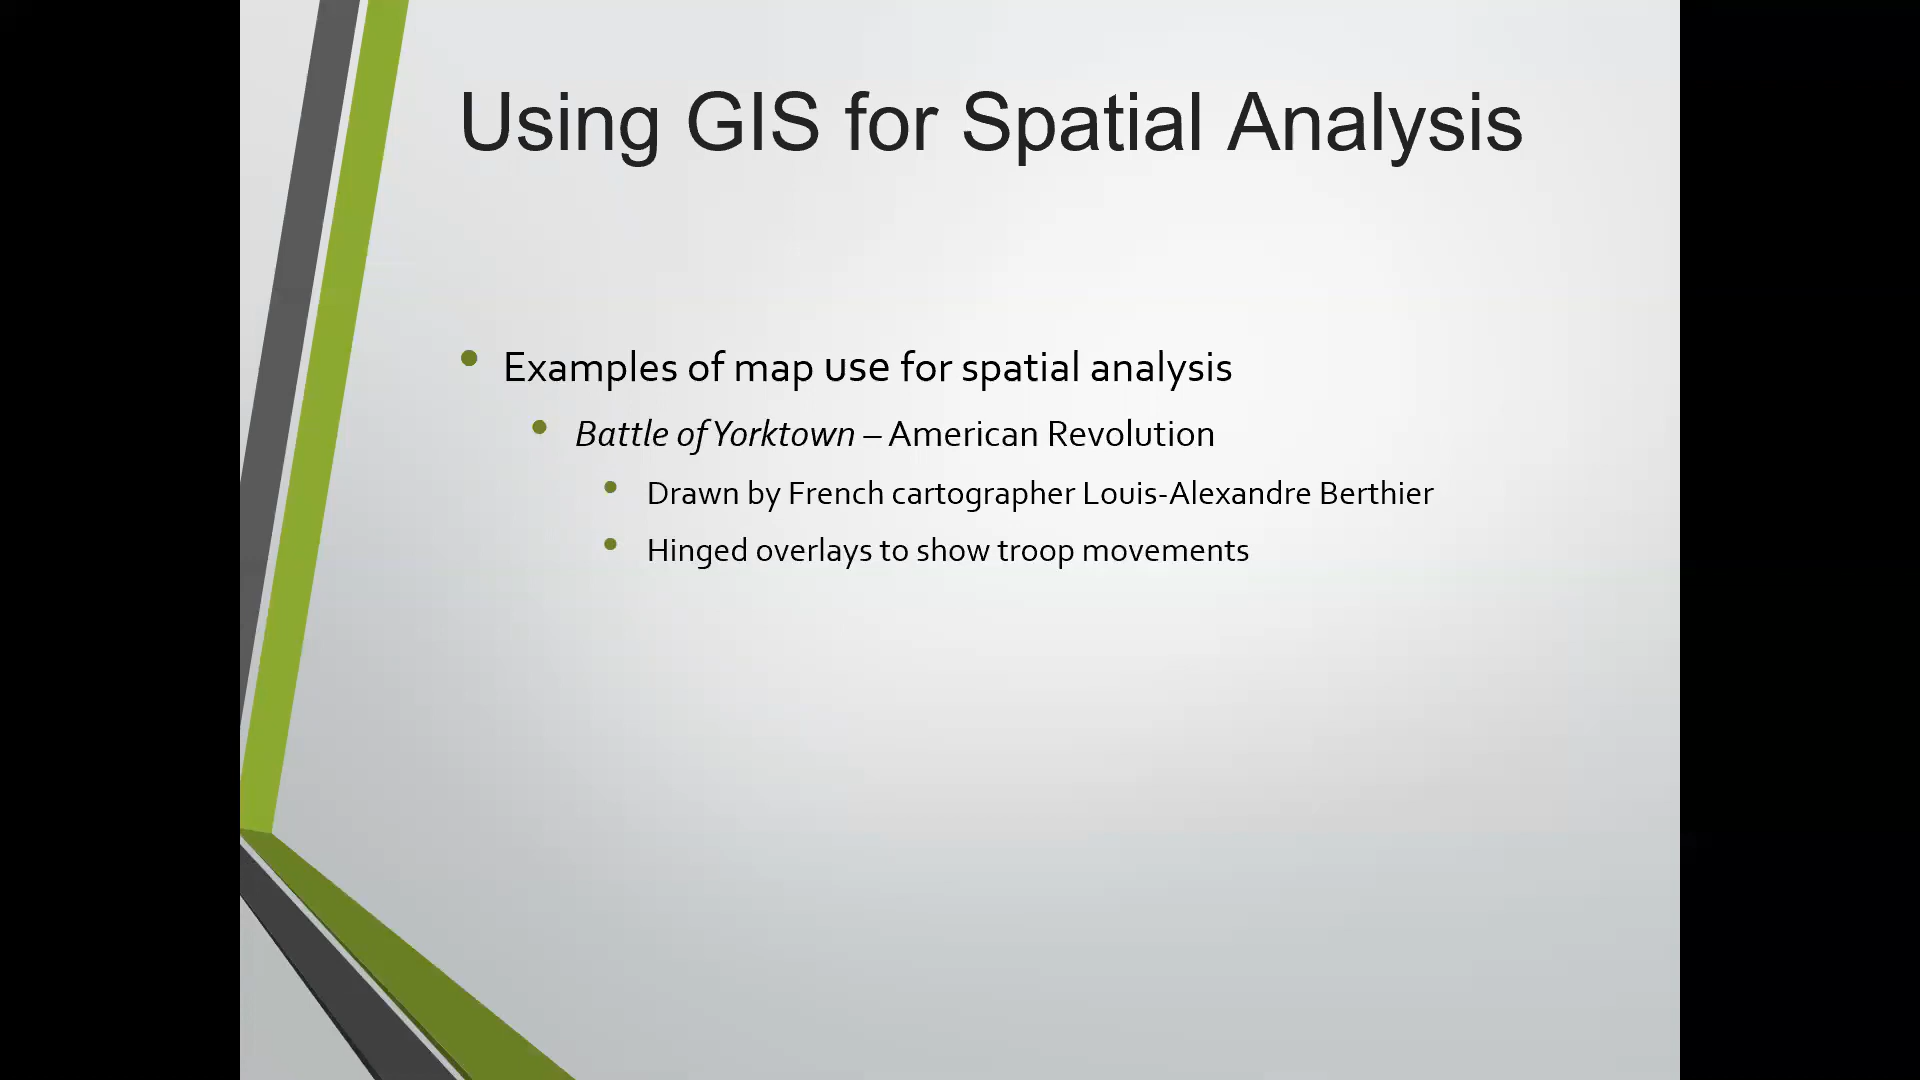 Using GIS for Spatial Analysis
Examples of map use for spatial analysis
Battle of Yorktown – American Revolution
Drawn by French cartographer Louis-Alexandre Berthier
Hinged overlays to show troop movements